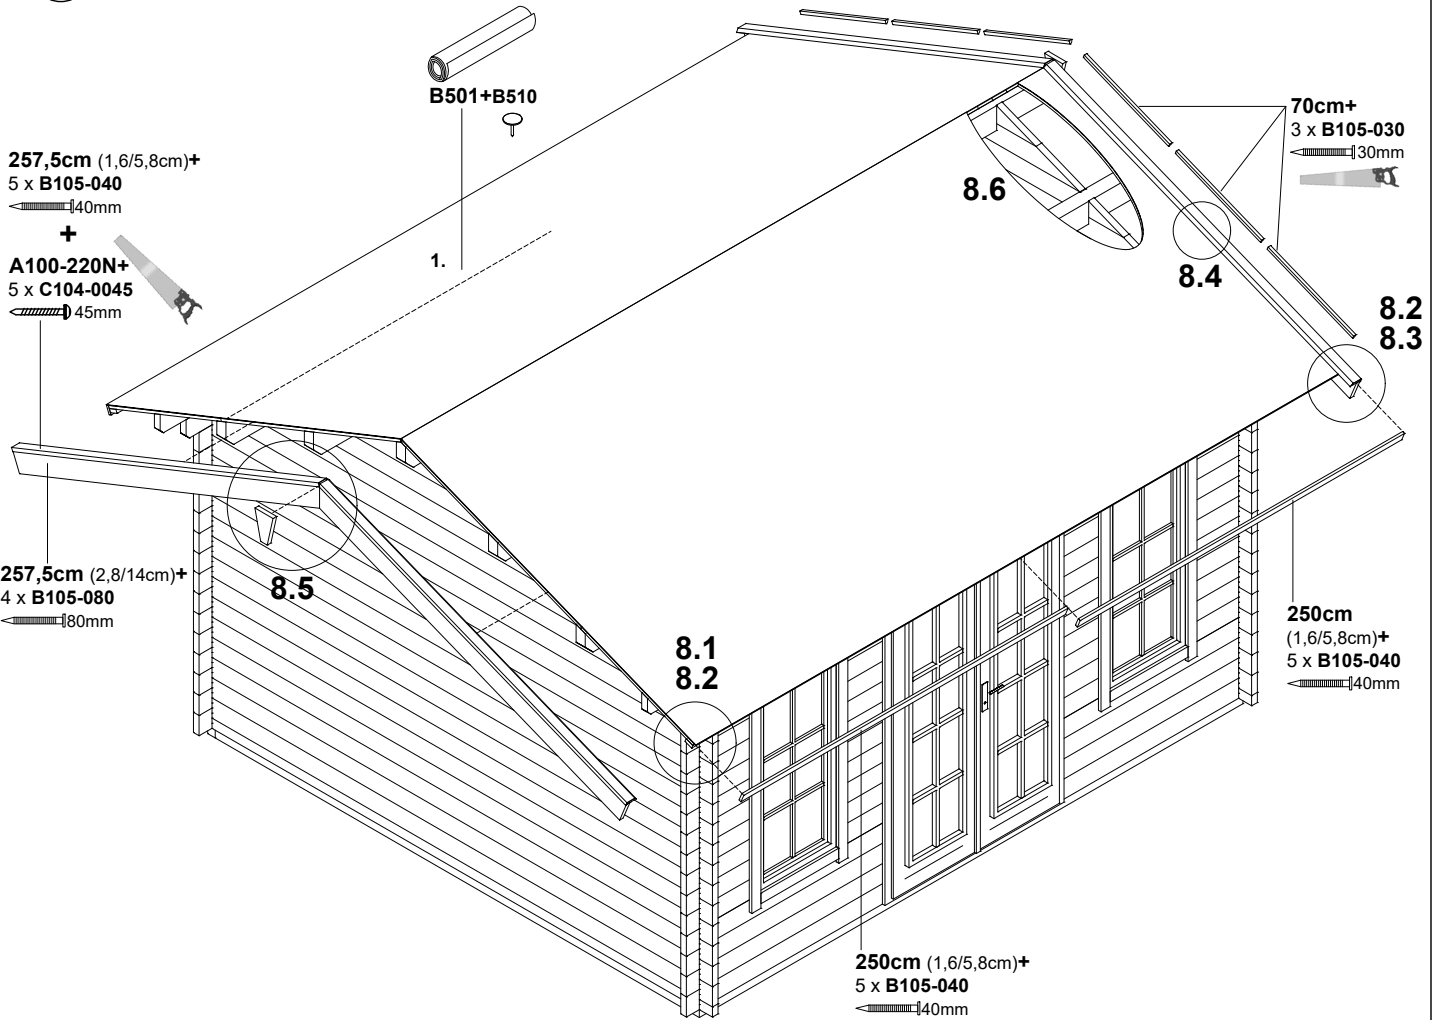 B501+B510
257,5cm (1,6/5,8cm)+
5 x B105-040
40mm
+
A100-220N+
5 x C104-0045
45mm
70cm+
3 x B105-030
30mm
1.
8.6
8.4
8.2
8.3
257,5cm (2,8/14cm)+
4 x B105-080
80mm
8.5
8.1
8.2
250cm
(1,6/5,8cm)+
5 x B105-040
40mm
250cm (1,6/5,8cm)+
5 x B105-040
40mm